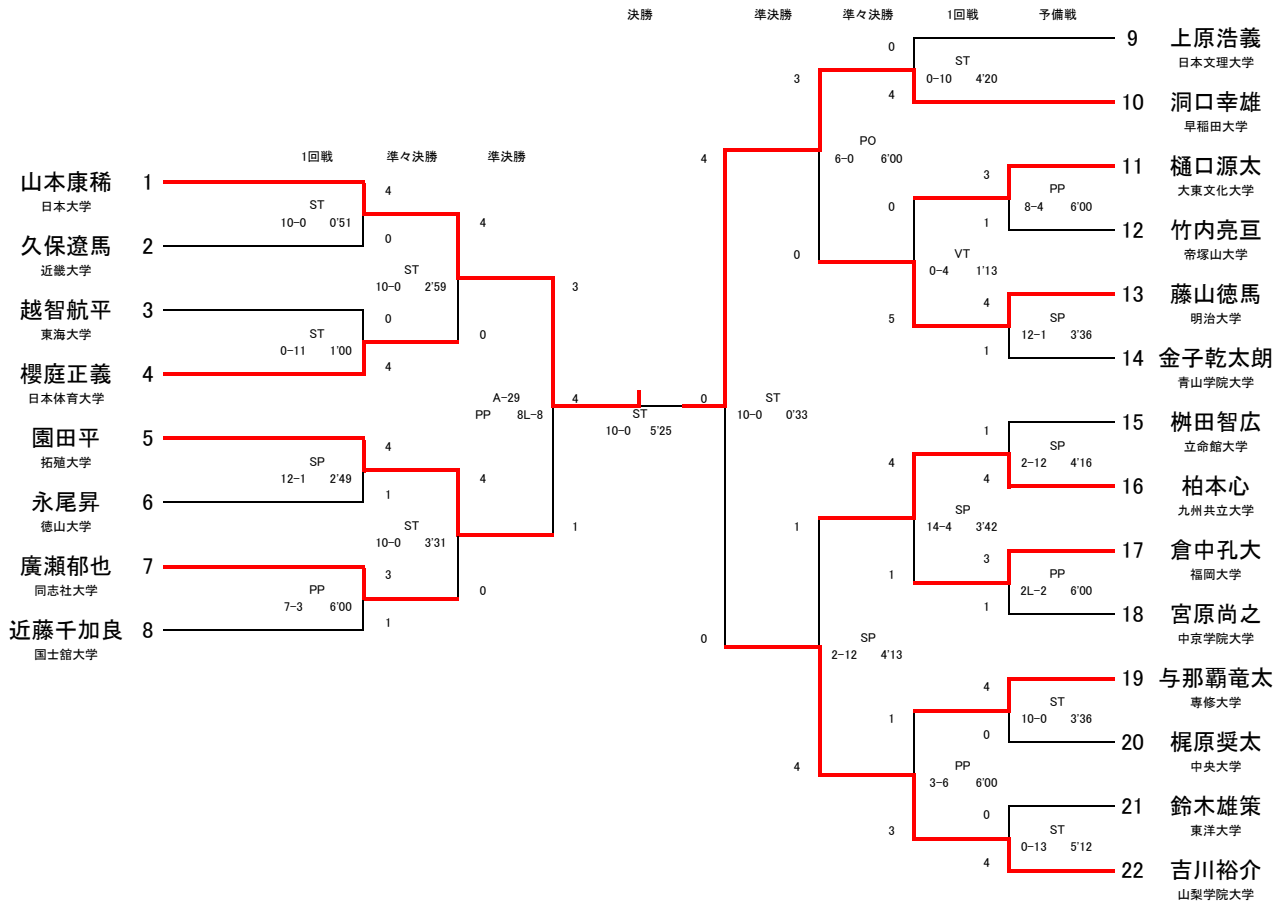 決勝
準決勝
準々決勝
1回戦
予備戦
1回戦
準々決勝
準決勝
山本康稀 1
日本大学
久保遼馬 2
近畿大学
越智航平 3
東海大学
櫻庭正義 4
日本体育大学
園田平 5
拓殖大学
永尾昇 6
徳山大学
廣瀬郁也 7
同志社大学
近藤千加良 8
国士舘大学
4
ST
10-0 0'51
0
0
ST
0-11 1'00
4
4
SP
12-1 2'49
1
3
PP
7-3 6'00
1
4
ST
10-0 2'59
0
4
ST
10-0 3'31
0
3
A-29
PP 8L-8
1
4
ST
10-0 5'25
0
4
ST
10-0 0'33
0
3
PO
6-0 6'00
0
1
SP
2-12 4'13
4
0
ST
0-10 4'20
4
0
VT
0-4 1'13
5
4
SP
14-4 3'42
1
1
PP
3-6 6'00
3
3
PP
8-4 6'00
1
4
SP
12-1 3'36
1
1
SP
2-12 4'16
4
3
PP
2L-2 6'00
1
4
ST
10-0 3'36
0
0
ST
0-13 5'12
4
9 上原浩義
日本文理大学
10 洞口幸雄
早稲田大学
11 樋口源太
大東文化大学
12 竹内亮亘
帝塚山大学
13 藤山徳馬
明治大学
14 金子乾太朗
青山学院大学
15 桝田智広
立命館大学
16 柏本心
九州共立大学
17 倉中孔大
福岡大学
18 宮原尚之
中京学院大学
19 与那覇竜太
専修大学
20 梶原奨太
中央大学
21 鈴木雄策
東洋大学
22 吉川裕介
山梨学院大学